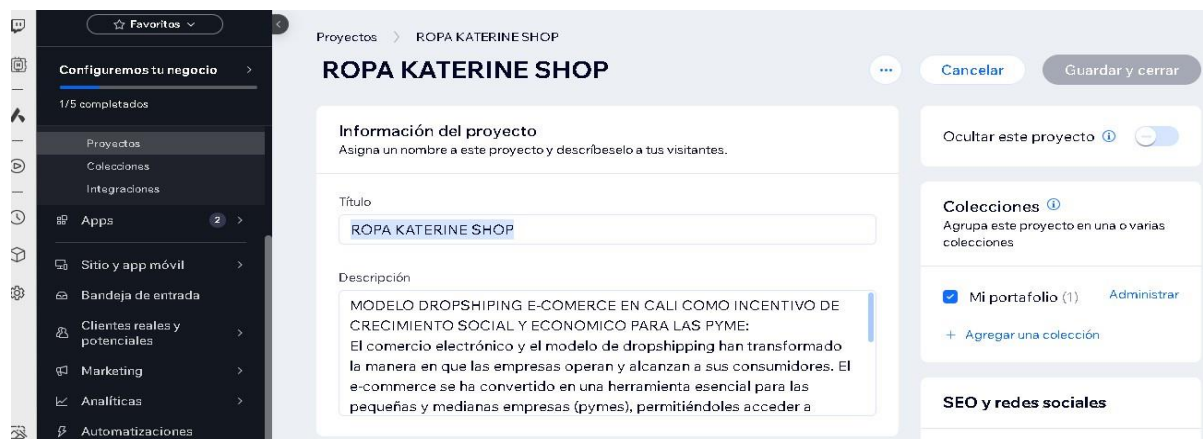 Favoritos
Configuremos tu negocio
1/5 completados
Proyectos
Colecciones
Integraciones
Apps 2
Sitio y app móvil
Bandeja de entrada
Clientes reales y
potenciales
Marketing
Analíticas
Automatizaciones
Proyectos > ROPA KATERINE SHOP
ROPA KATERINE SHOP
... Cancelar Guardar y cerrar
Información del proyecto
Asigna un nombre a este proyecto y descríbeselo a tus visitantes.
Título
ROPA KATERINE SHOP
Descripción
MODELO DROPSHIPING E-COMERCE EN CALI COMO INCENTIVO DE
CRECIMIENTO SOCIAL Y ECONOMICO PARA LAS PYME:
El comercio electrónico y el modelo de dropshipping han transformado
la manera en que las empresas operan y alcanzan a sus consumidores. El
e-commerce se ha convertido en una herramienta esencial para las
pequeñas y medianas empresas (pymes), permitiéndoles acceder a
Ocultar este proyecto
Colecciones
Agrupa este proyecto en una o varias
colecciones
Mi portafolio (1) Administrar
+ Agregar una colección
SEO y redes sociales